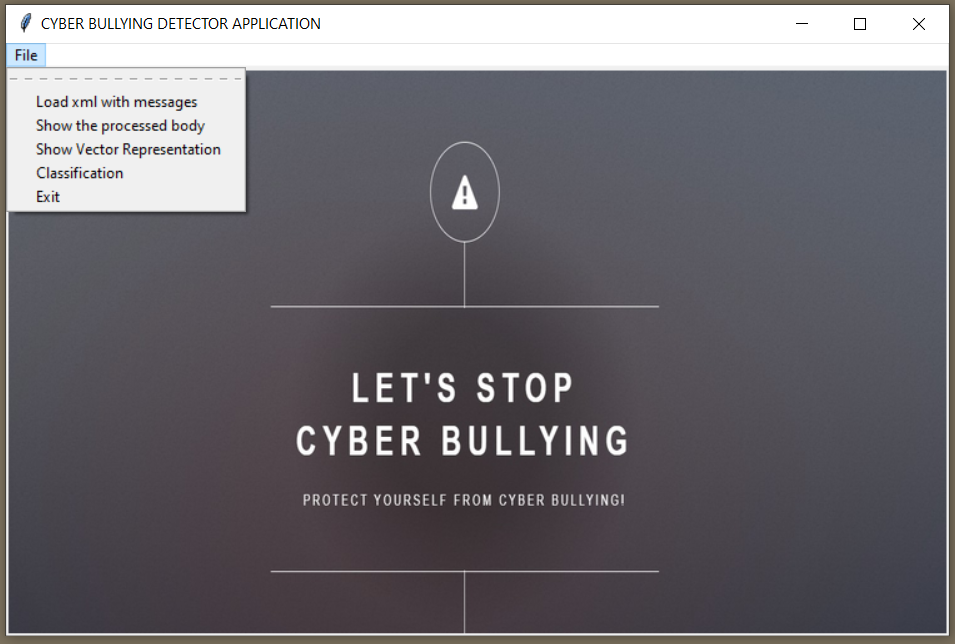 CYBER BULLYING DETECTOR APPLICATION
File
Load xml with messages
Show the processed body
Show Vector Representation
Classification
Exit
LET'S STOP
CYBER BULLYING
PROTECT YOURSELF FROM CYBER BULLYING!